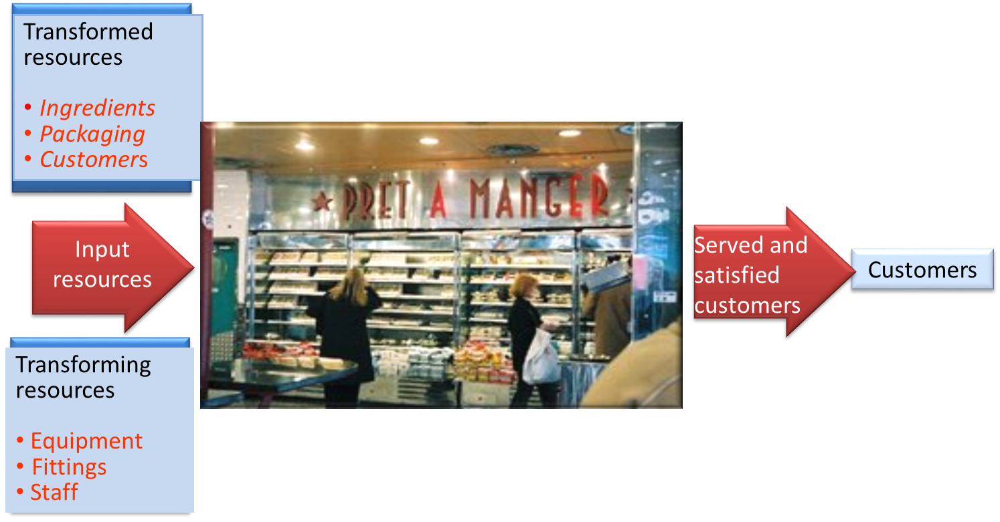 Transformed
resources
• Ingredients
• Packaging
• Customers
Input
resources
Transforming
resources
• Equipment
• Fittings
• Staff
★ PRET A MANGER
Served and
satisfied
customers
Customers